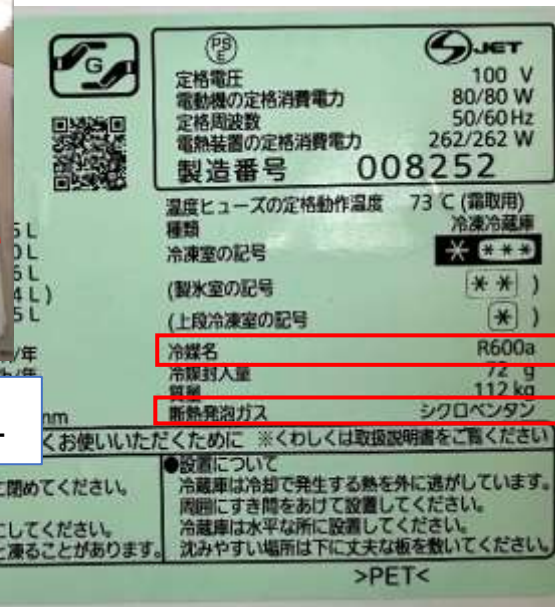 G
PS
E
S JET
定格電圧 100 V
電動機の定格消費電力 80/80 W
定格周波数 50/60 Hz
電熱装置の定格消費電力 262/262 W
製造番号 008252
温度ヒューズの定格動作温度 73 ℃ (霜取用)
種類 冷凍冷蔵庫
冷凍室の記号 * ***
(製氷室の記号 ** )
(上段冷凍室の記号 * )
5 L
0 L
6 L
4 L)
5 L
冷媒名 R600a
/年
冷媒封入量 72 g
質量 112 kg
断熱発泡ガス シクロペンタン
mm
くお使いいただくために ※くわしくは取扱説明書をご覧ください
に閉めてください。
にしてください。
と凍ることがあります。
●設置について
冷蔵庫は冷却で発生する熱を外に逃がしています。
周囲にすき間をあけて設置してください。
冷蔵庫は水平な所に設置してください。
沈みやすい場所は下に丈夫な板を敷いてください。
>PET<